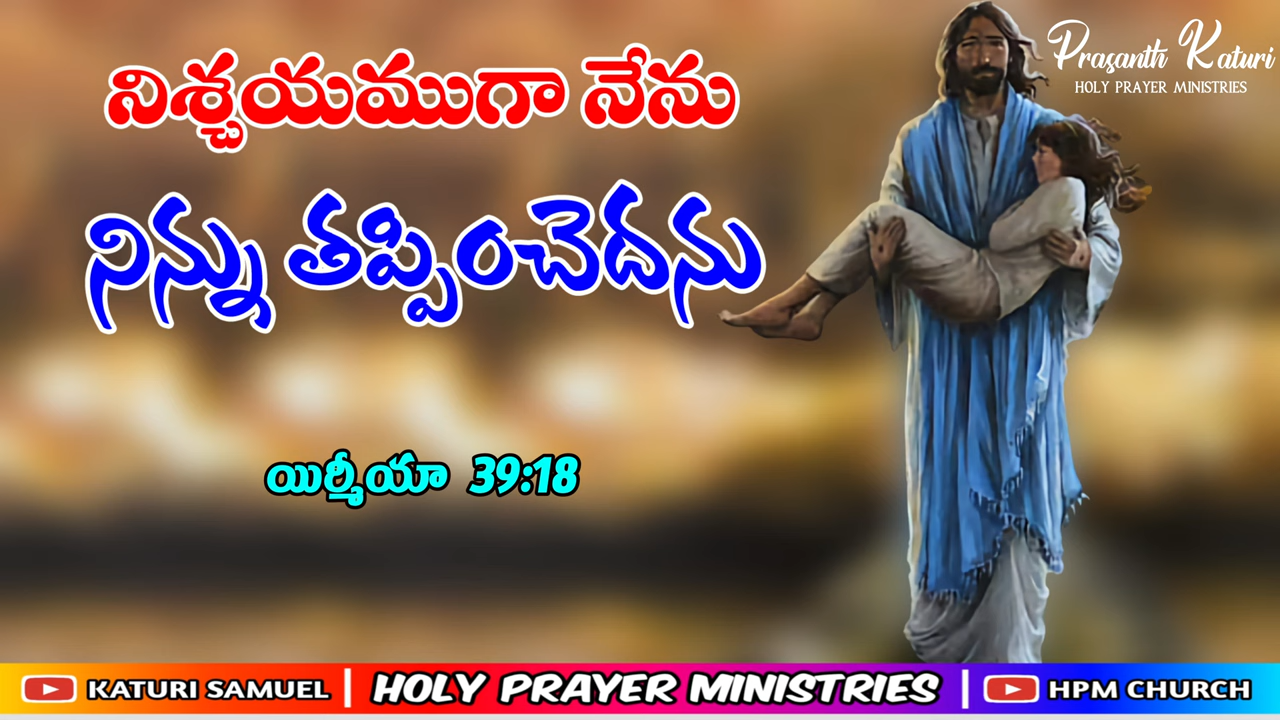 Prasanth Katuri
HOLY PRAYER MINISTRIES
నిశ్చయముగా నేను
నిన్ను తప్పించెదను
యిర్మీయా 39:18
KATURI SAMUEL | HOLY PRAYER MINISTRIES | HPM CHURCH